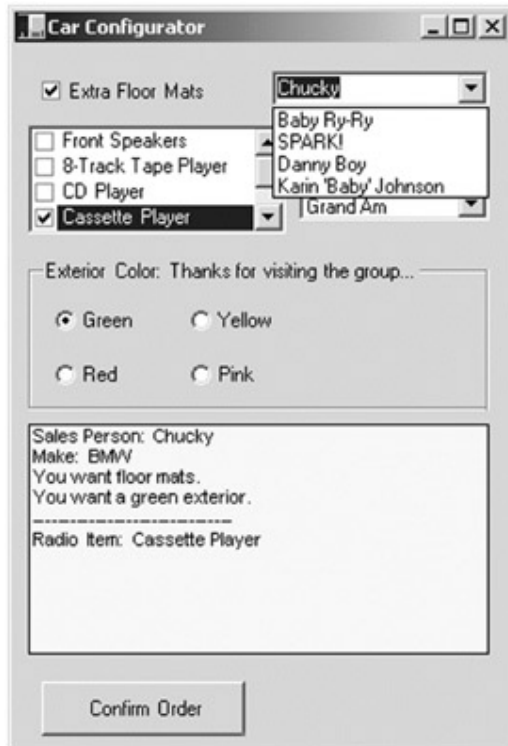 Car Configurator
Extra Floor Mats
Chucky
Baby Ry-Ry
SPARK!
Danny Boy
Karin 'Baby' Johnson
Front Speakers
8-Track Tape Player
CD Player
Cassette Player
Grand Am
Exterior Color: Thanks for visiting the group...
Green
Yellow
Red
Pink
Sales Person: Chucky
Make: BMW
You want floor mats.
You want a green exterior.
--------------------------------
Radio Item: Cassette Player
Confirm Order